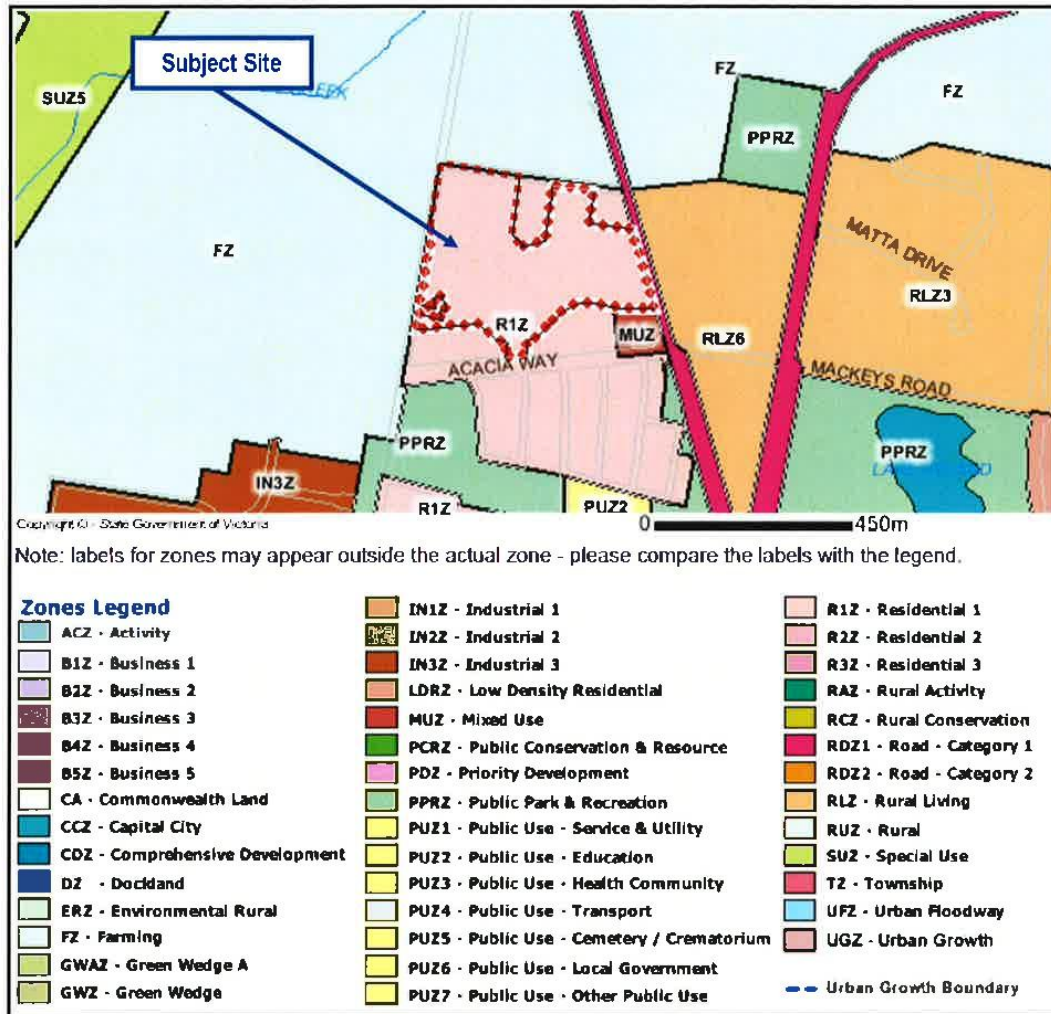 Subject Site
SUZ5
FZ
FZ
PPRZ
FZ
MATTA DRIVE
RLZ3
R1Z
MUZ
RLZ6
ACACIA WAY
MACKEYS ROAD
PPRZ
PPRZ
IN3Z
R1Z
PUZ2
Copyright © - State Government of Victoria
0 450m
Note: labels for zones may appear outside the actual zone - please compare the labels with the legend.
Zones Legend
ACZ - Activity
B1Z - Business 1
B2Z - Business 2
B3Z - Business 3
B4Z - Business 4
B5Z - Business 5
CA - Commonwealth Land
CCZ - Capital City
CDZ - Comprehensive Development
DZ - Dockland
ERZ - Environmental Rural
FZ - Farming
GWAZ - Green Wedge A
GWZ - Green Wedge
IN1Z - Industrial 1
IN2Z - Industrial 2
IN3Z - Industrial 3
LDRZ - Low Density Residential
MUZ - Mixed Use
PCRZ - Public Conservation & Resource
PDZ - Priority Development
PPRZ - Public Park & Recreation
PUZ1 - Public Use - Service & Utility
PUZ2 - Public Use - Education
PUZ3 - Public Use - Health Community
PUZ4 - Public Use - Transport
PUZ5 - Public Use - Cemetery / Crematorium
PUZ6 - Public Use - Local Government
PUZ7 - Public Use - Other Public Use
R1Z - Residential 1
R2Z - Residential 2
R3Z - Residential 3
RAZ - Rural Activity
RCZ - Rural Conservation
RDZ1 - Road - Category 1
RDZ2 - Road - Category 2
RLZ - Rural Living
RUZ - Rural
SUZ - Special Use
TZ - Township
UFZ - Urban Floodway
UGZ - Urban Growth
Urban Growth Boundary